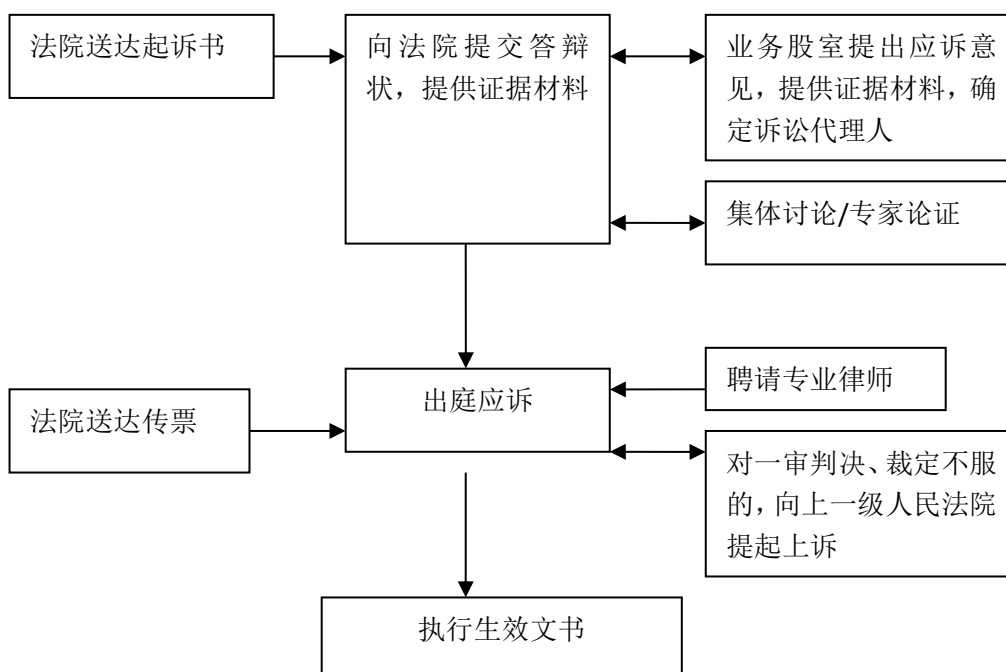 法院送达起诉书
向法院提交答辩
状，提供证据材料
业务股室提出应诉意
见，提供证据材料，确
定诉讼代理人
集体讨论/专家论证
出庭应诉
聘请专业律师
法院送达传票
对一审判决、裁定不服
的，向上一级人民法院
提起上诉
执行生效文书